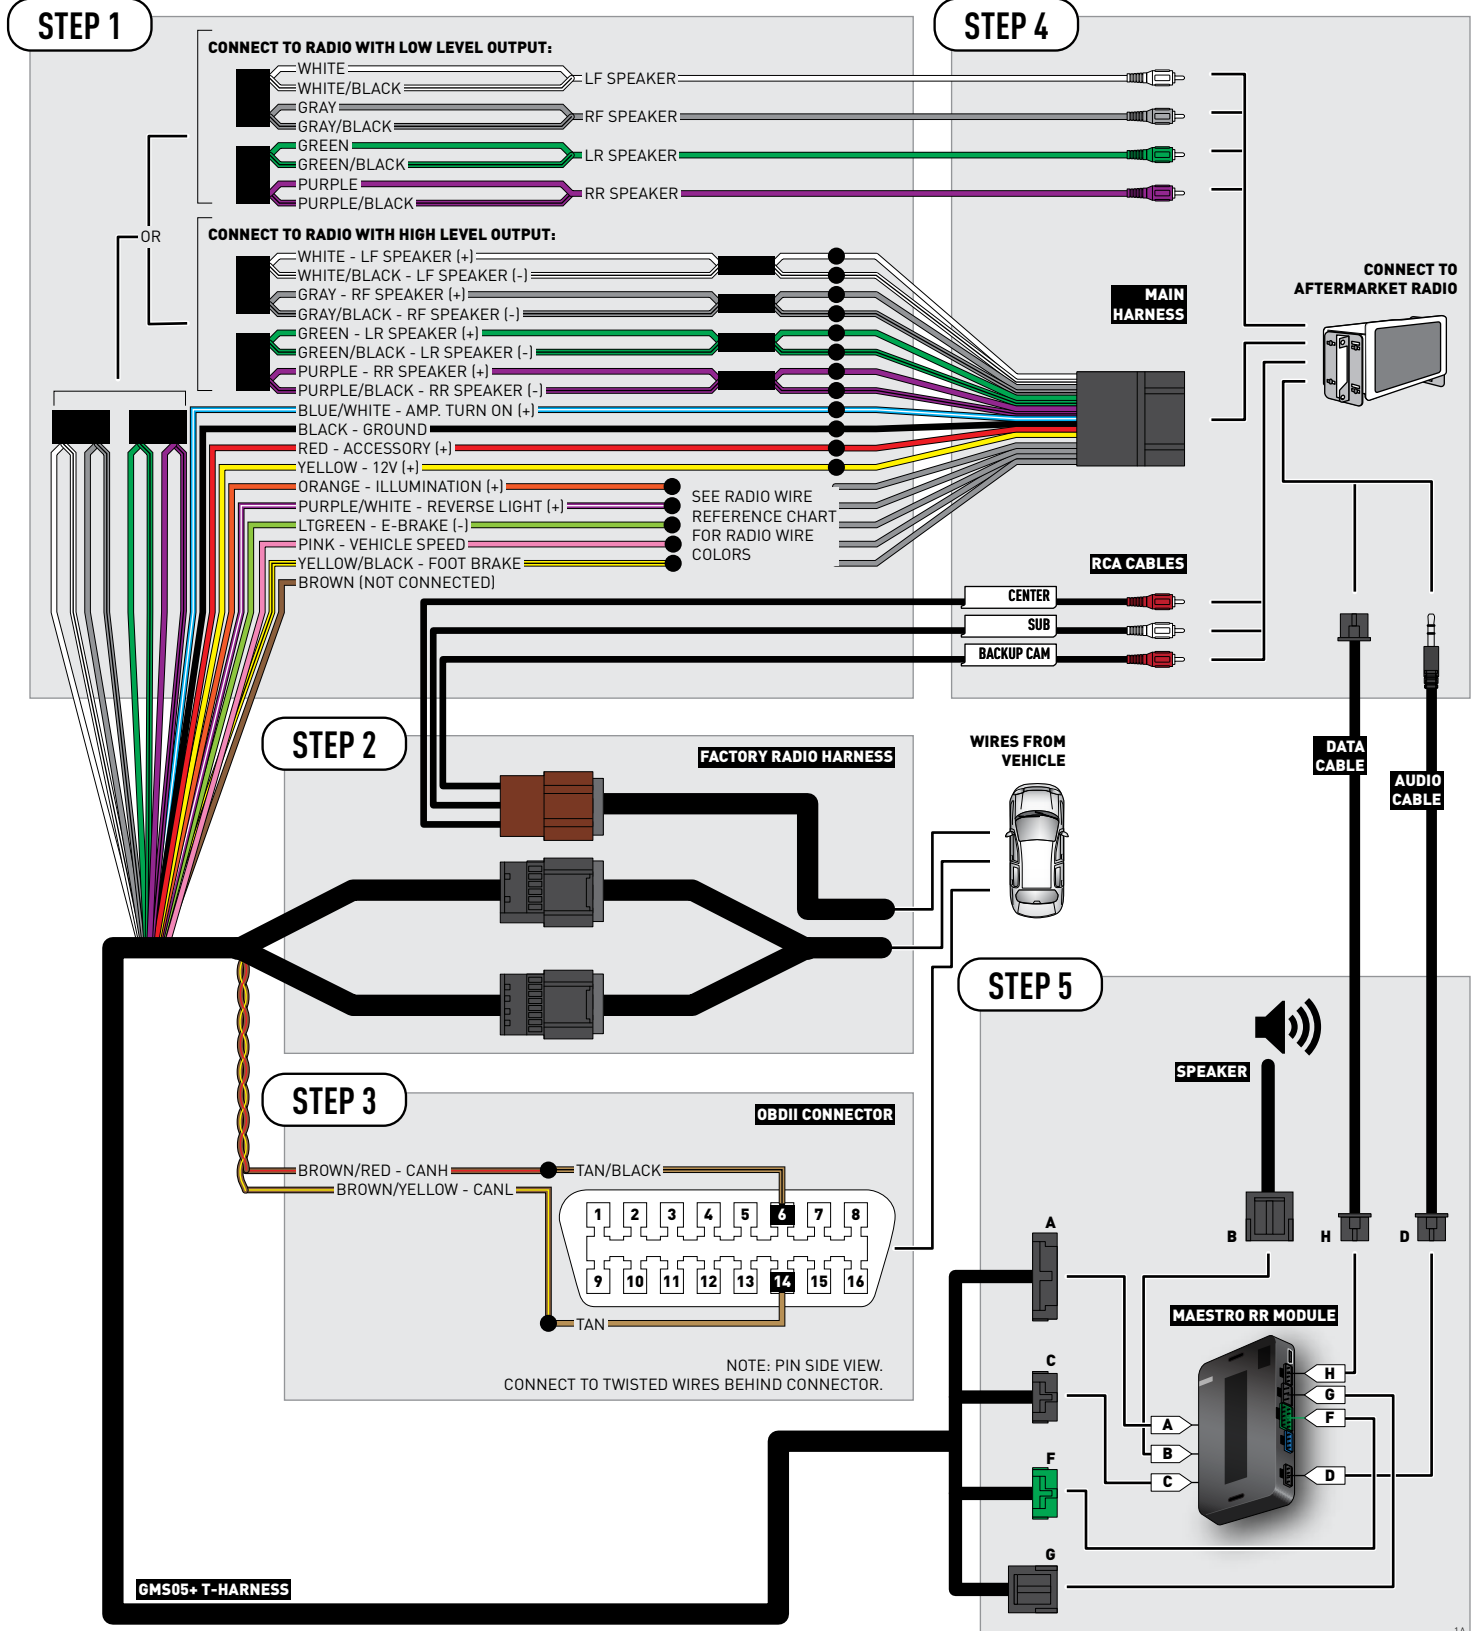 STEP 1
CONNECT TO RADIO WITH LOW LEVEL OUTPUT:
WHITE
WHITE/BLACK
LF SPEAKER
GRAY
GRAY/BLACK
RF SPEAKER
GREEN
GREEN/BLACK
LR SPEAKER
PURPLE
PURPLE/BLACK
RR SPEAKER
OR
CONNECT TO RADIO WITH HIGH LEVEL OUTPUT:
WHITE - LF SPEAKER (+)
WHITE/BLACK - LF SPEAKER (-)
GRAY - RF SPEAKER (+)
GRAY/BLACK - RF SPEAKER (-)
GREEN - LR SPEAKER (+)
GREEN/BLACK - LR SPEAKER (-)
PURPLE - RR SPEAKER (+)
PURPLE/BLACK - RR SPEAKER (-)
BLUE/WHITE - AMP. TURN ON (+)
BLACK - GROUND
RED - ACCESSORY (+)
YELLOW - 12V (+)
ORANGE - ILLUMINATION (+)
PURPLE/WHITE - REVERSE LIGHT (+)
LTGREEN - E-BRAKE (-)
PINK - VEHICLE SPEED
YELLOW/BLACK - FOOT BRAKE
BROWN (NOT CONNECTED)
SEE RADIO WIRE
REFERENCE CHART
FOR RADIO WIRE
COLORS
STEP 4
MAIN
HARNESS
CONNECT TO
AFTERMARKET RADIO
RCA CABLES
CENTER
SUB
BACKUP CAM
DATA
CABLE
AUDIO
CABLE
STEP 2
FACTORY RADIO HARNESS
WIRES FROM
VEHICLE
STEP 3
OBDII CONNECTOR
BROWN/RED - CANH
TAN/BLACK
BROWN/YELLOW - CANL
1 2 3 4 5 6 7 8
9 10 11 12 13 14 15 16
TAN
NOTE: PIN SIDE VIEW.
CONNECT TO TWISTED WIRES BEHIND CONNECTOR.
STEP 5
SPEAKER
A
B
H
D
MAESTRO RR MODULE
C
H
G
F
A
B
C
D
F
G
GMS05+ T-HARNESS
1A